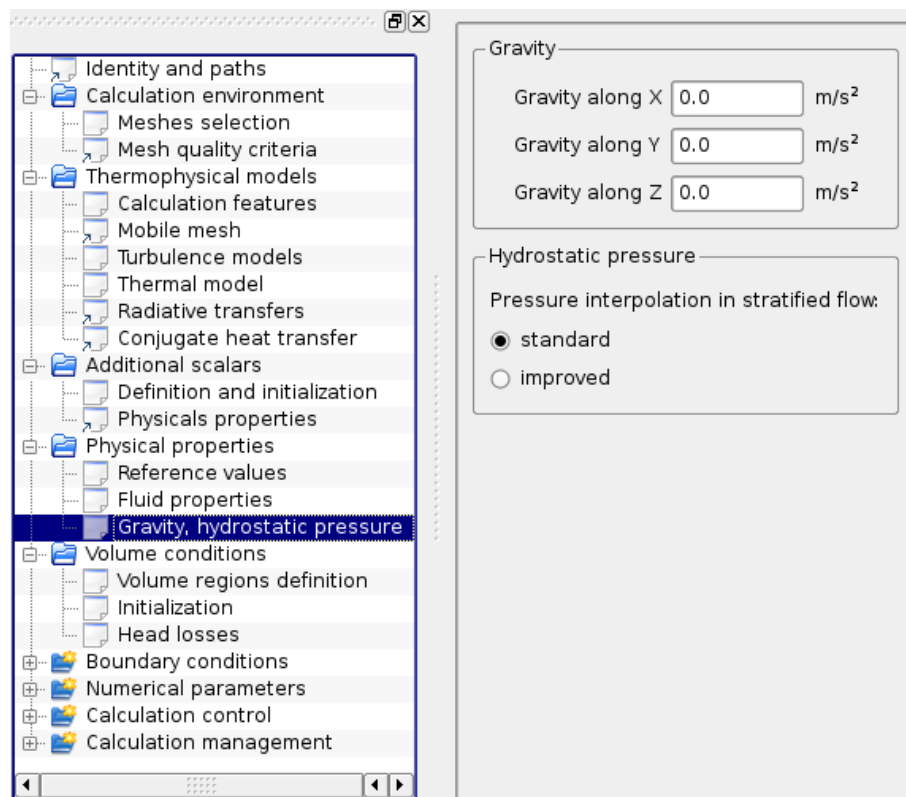 Identity and paths
Calculation environment
Meshes selection
Mesh quality criteria
Thermophysical models
Calculation features
Mobile mesh
Turbulence models
Thermal model
Radiative transfers
Conjugate heat transfer
Additional scalars
Definition and initialization
Physicals properties
Physical properties
Reference values
Fluid properties
Gravity, hydrostatic pressure
Volume conditions
Volume regions definition
Initialization
Head losses
Boundary conditions
Numerical parameters
Calculation control
Calculation management
Gravity
Gravity along X 0.0 m/s²
Gravity along Y 0.0 m/s²
Gravity along Z 0.0 m/s²
Hydrostatic pressure
Pressure interpolation in stratified flow:
standard
improved